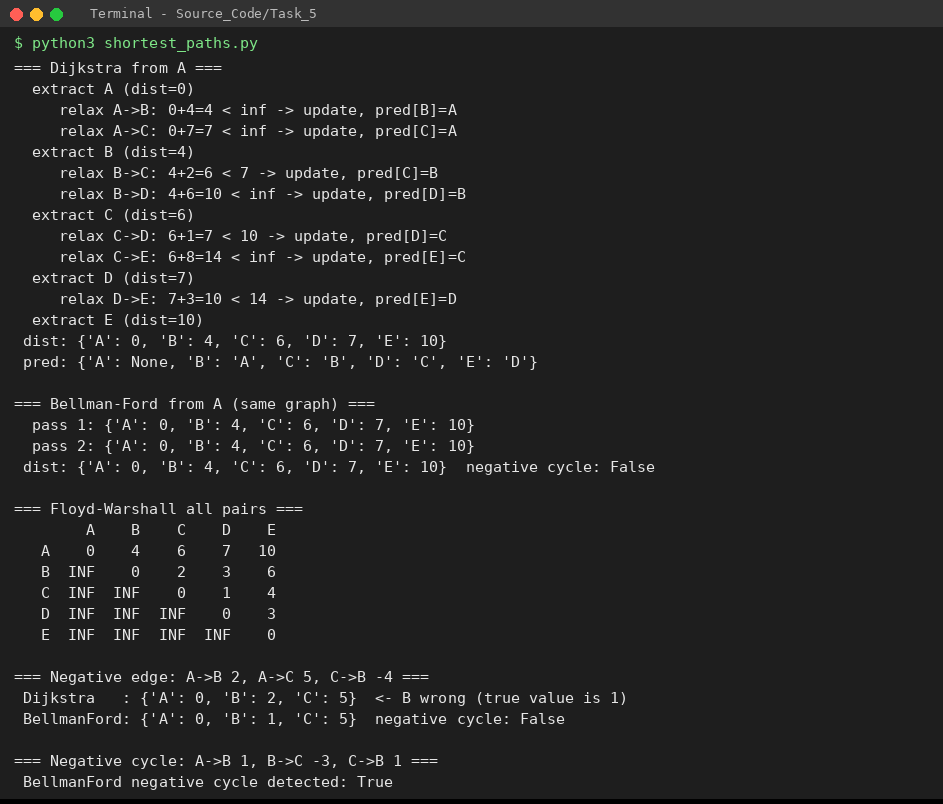 Terminal - Source_Code/Task_5
$ python3 shortest_paths.py
=== Dijkstra from A ===
  extract A (dist=0)
     relax A->B: 0+4=4 < inf -> update, pred[B]=A
     relax A->C: 0+7=7 < inf -> update, pred[C]=A
  extract B (dist=4)
     relax B->C: 4+2=6 < 7 -> update, pred[C]=B
     relax B->D: 4+6=10 < inf -> update, pred[D]=B
  extract C (dist=6)
     relax C->D: 6+1=7 < 10 -> update, pred[D]=C
     relax C->E: 6+8=14 < inf -> update, pred[E]=C
  extract D (dist=7)
     relax D->E: 7+3=10 < 14 -> update, pred[E]=D
  extract E (dist=10)
 dist: {'A': 0, 'B': 4, 'C': 6, 'D': 7, 'E': 10}
 pred: {'A': None, 'B': 'A', 'C': 'B', 'D': 'C', 'E': 'D'}

=== Bellman-Ford from A (same graph) ===
  pass 1: {'A': 0, 'B': 4, 'C': 6, 'D': 7, 'E': 10}
  pass 2: {'A': 0, 'B': 4, 'C': 6, 'D': 7, 'E': 10}
 dist: {'A': 0, 'B': 4, 'C': 6, 'D': 7, 'E': 10}  negative cycle: False

=== Floyd-Warshall all pairs ===
        A    B    C    D    E
   A    0    4    6    7   10
   B  INF    0    2    3    6
   C  INF  INF    0    1    4
   D  INF  INF  INF    0    3
   E  INF  INF  INF  INF    0

=== Negative edge: A->B 2, A->C 5, C->B -4 ===
 Dijkstra   : {'A': 0, 'B': 2, 'C': 5}  <- B wrong (true value is 1)
 BellmanFord: {'A': 0, 'B': 1, 'C': 5}  negative cycle: False

=== Negative cycle: A->B 1, B->C -3, C->B 1 ===
 BellmanFord negative cycle detected: True